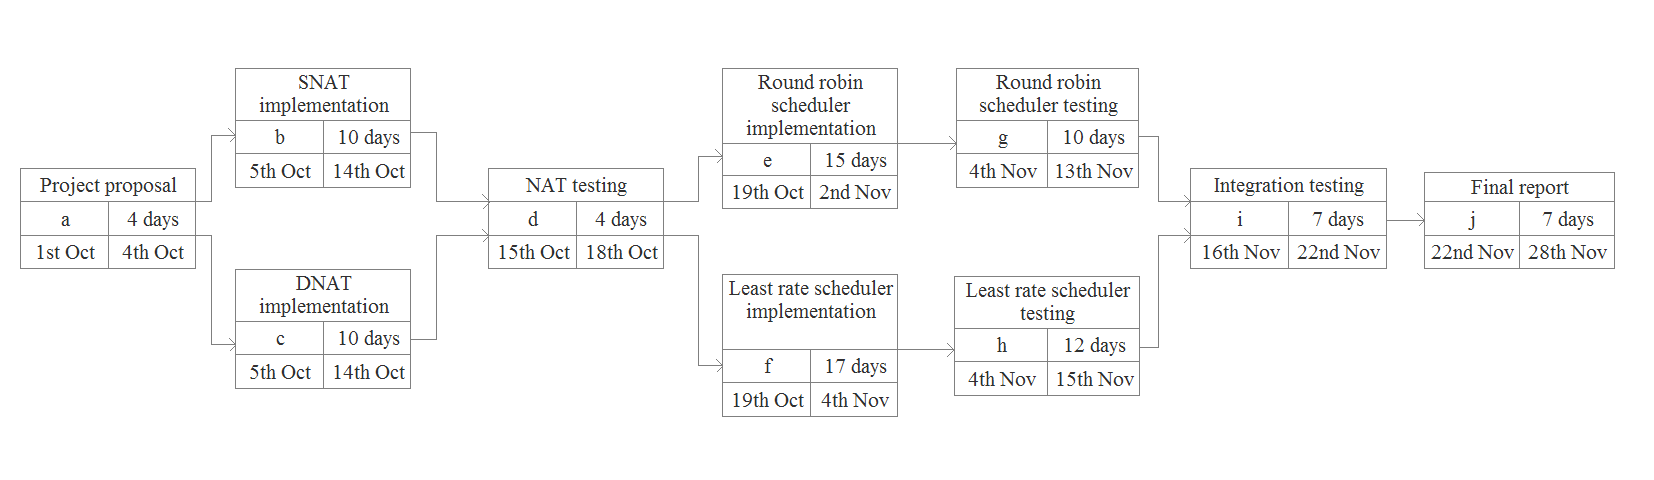 Project proposal
a 4 days
1st Oct 4th Oct
SNAT
implementation
b 10 days
5th Oct 14th Oct
DNAT
implementation
c 10 days
5th Oct 14th Oct
NAT testing
d 4 days
15th Oct 18th Oct
Round robin
scheduler
implementation
e 15 days
19th Oct 2nd Nov
Least rate scheduler
implementation
f 17 days
19th Oct 4th Nov
Round robin
scheduler testing
g 10 days
4th Nov 13th Nov
Least rate scheduler
testing
h 12 days
4th Nov 15th Nov
Integration testing
i 7 days
16th Nov 22nd Nov
Final report
j 7 days
22nd Nov 28th Nov